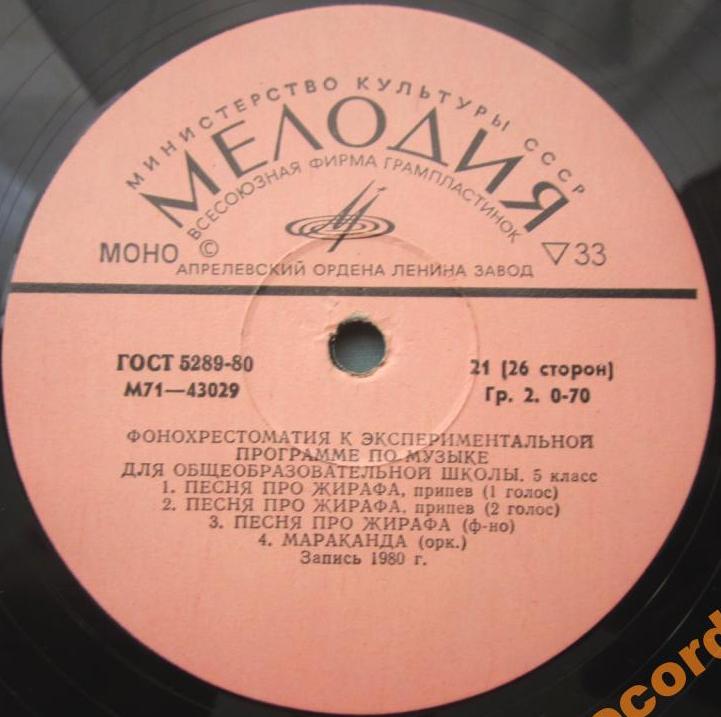 МИНИСТЕРСТВО КУЛЬТУРЫ СССР
МЕЛОДИЯ
ВСЕСОЮЗНАЯ ФИРМА ГРАМПЛАСТИНОК
МОНО © ▽ 33
АПРЕЛЕВСКИЙ ОРДЕНА ЛЕНИНА ЗАВОД
ГОСТ 5289-80 21 (26 сторон)
М71—43029 Гр. 2. 0-70
ФОНОХРЕСТОМАТИЯ К ЭКСПЕРИМЕНТАЛЬНОЙ
ПРОГРАММЕ ПО МУЗЫКЕ
ДЛЯ ОБЩЕОБРАЗОВАТЕЛЬНОЙ ШКОЛЫ. 5 класс
1. ПЕСНЯ ПРО ЖИРАФА, припев (1 голос)
2. ПЕСНЯ ПРО ЖИРАФА, припев (2 голос)
3. ПЕСНЯ ПРО ЖИРАФА (ф-но)
4. МАРАКАНДА (орк.)
Запись 1980 г.